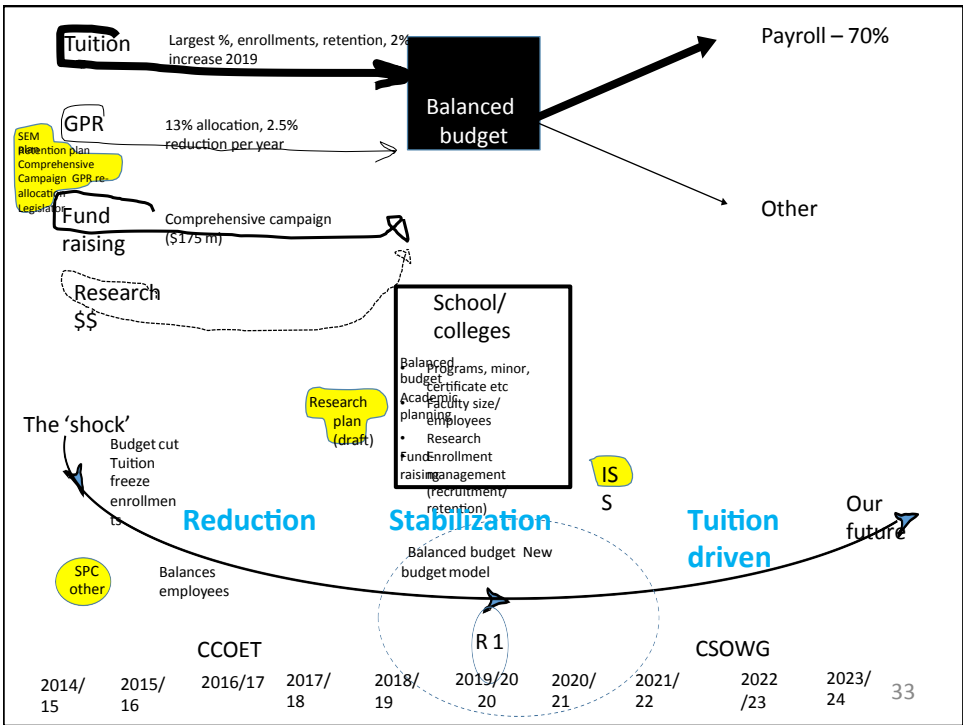 Tuition
Largest %, enrollments, retention, 2%
increase 2019
Payroll – 70%
Balanced
budget
GPR
13% allocation, 2.5%
reduction per year
SEM
plan
Retention plan
Comprehensive
Campaign GPR re-
allocation
Legislator
Fund
raising
Comprehensive campaign
($175 m)
Other
Research
$$
School/
colleges
Balanced
budget
Academic
planning
Fund
raising
• Programs, minor,
certificate etc
• Faculty size/
employees
• Research
• Enrollment
management
(recruitment/
retention)
Research
plan
(draft)
The 'shock'
Budget cut
Tuition
freeze
enrollmen
ts
IS
S
Reduction
Stabilization
Tuition
driven
Our
future
Balanced budget New
budget model
SPC
other
Balances
employees
R 1
CCOET
CSOWG
2014/
15
2015/
16
2016/17
2017/
18
2018/
19
2019/20
20
2020/
21
2021/
22
2022
/23
2023/
24
33